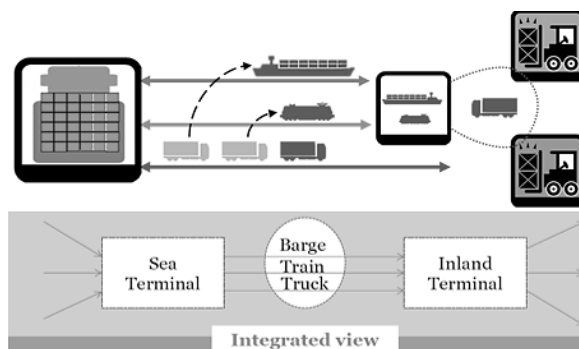 Barge
Sea
Terminal
Train
Truck
Inland
Terminal
Integrated view